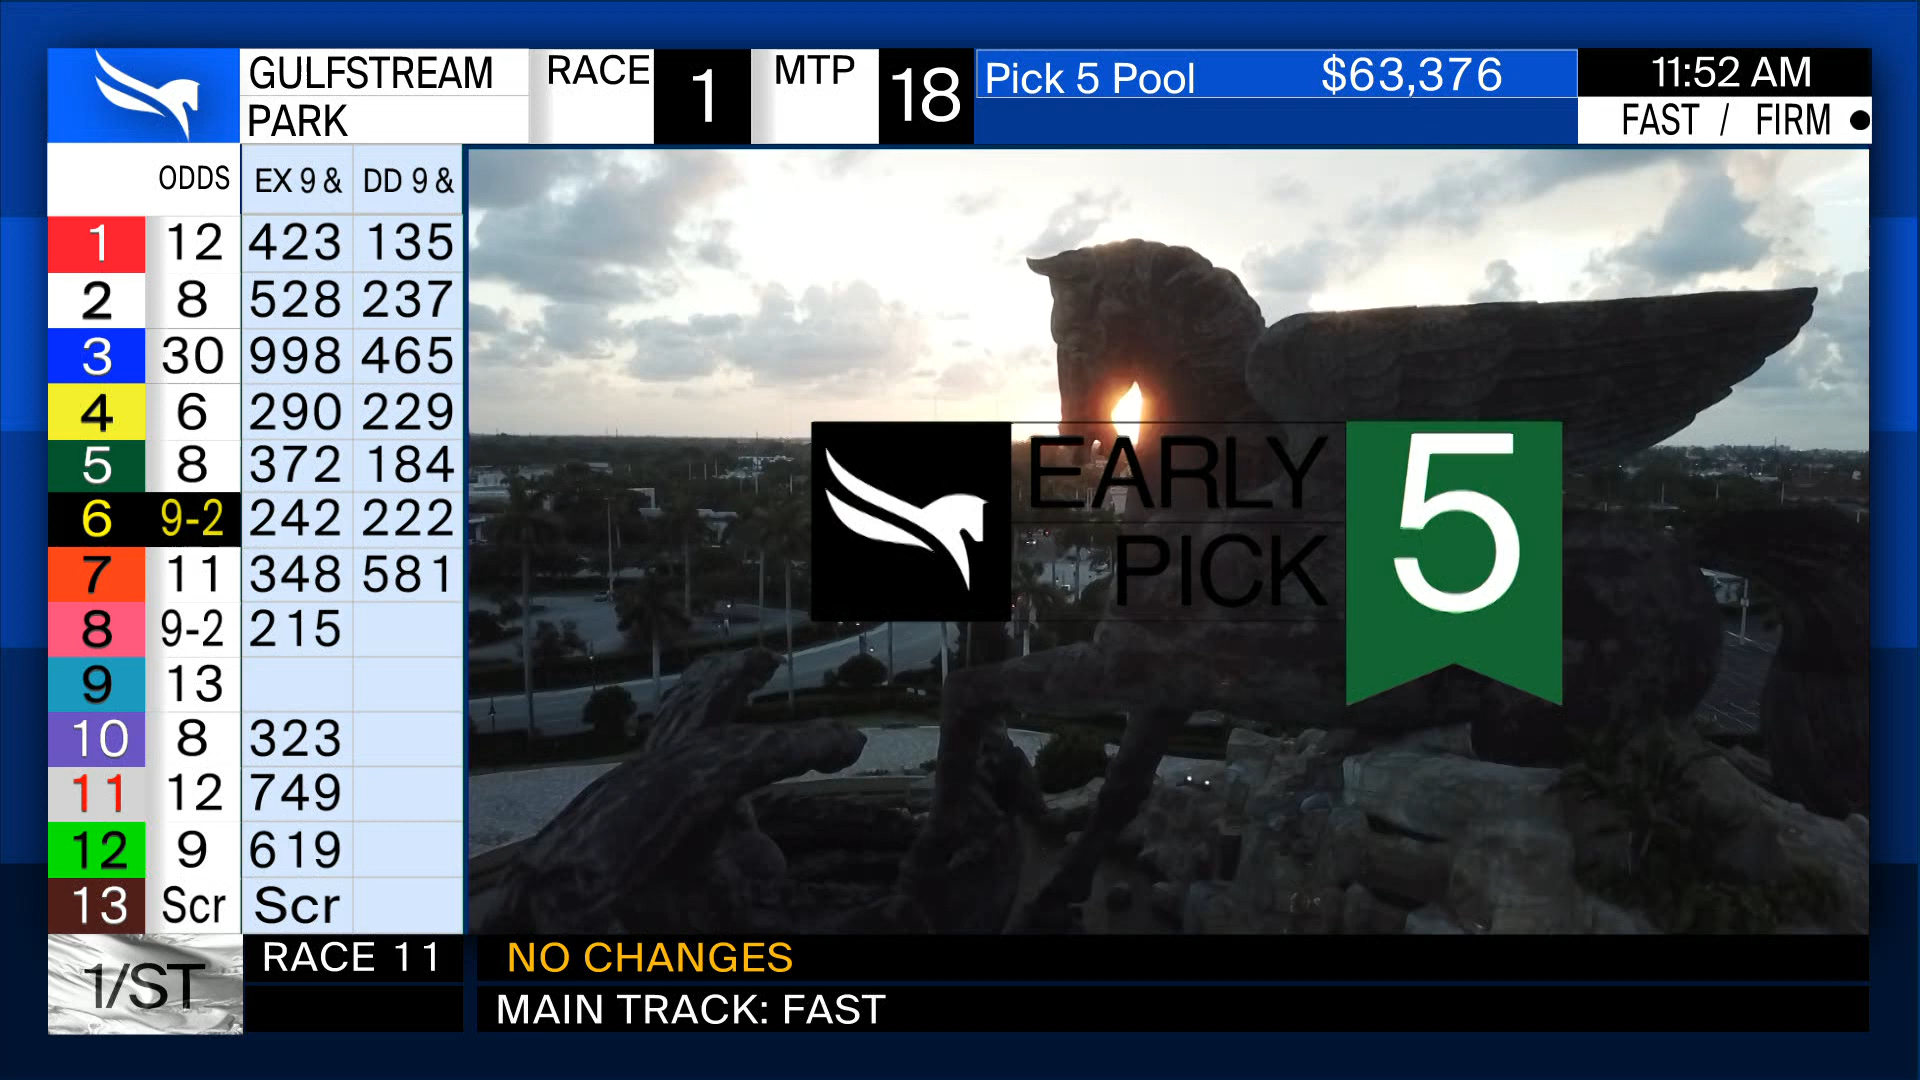 GULFSTREAM PARK RACE 1 MTP 18 Pick 5 Pool $63,376 11:52 AM
FAST / FIRM
ODDS EX 9 & DD 9 &
1 12 423 135
2 8 528 237
3 30 998 465
4 6 290 229
5 8 372 184
6 9-2 242 222
7 11 348 581
8 9-2 215
9 13
10 8 323
11 12 749
12 9 619
13 Scr Scr
EARLY
PICK
5
1/ST
RACE 11 NO CHANGES
MAIN TRACK: FAST